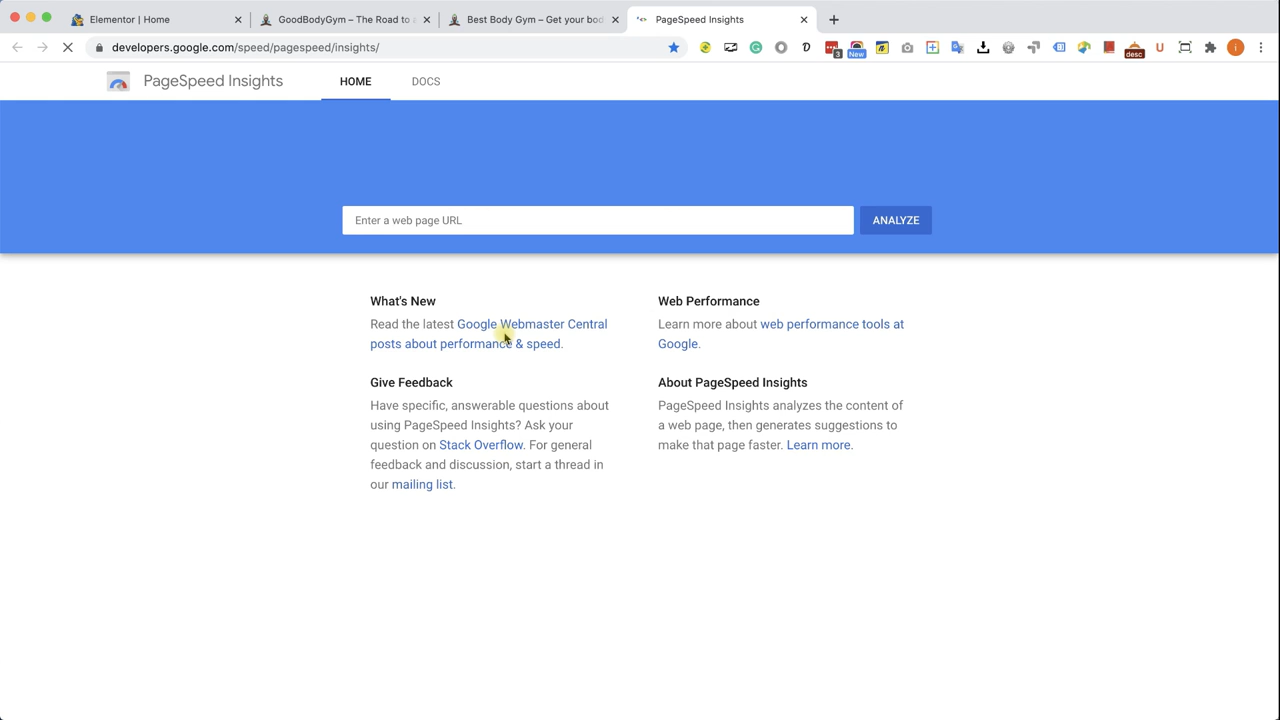 Elementor | Home
GoodBodyGym – The Road to a
Best Body Gym – Get your bod
PageSpeed Insights
developers.google.com/speed/pagespeed/insights/
3
New
desc
U
i
PageSpeed Insights
HOME
DOCS
Enter a web page URL
ANALYZE
What's New
Read the latest Google Webmaster Central
posts about performance & speed.
Web Performance
Learn more about web performance tools at
Google.
Give Feedback
Have specific, answerable questions about
using PageSpeed Insights? Ask your
question on Stack Overflow. For general
feedback and discussion, start a thread in
our mailing list.
About PageSpeed Insights
PageSpeed Insights analyzes the content of
a web page, then generates suggestions to
make that page faster. Learn more.